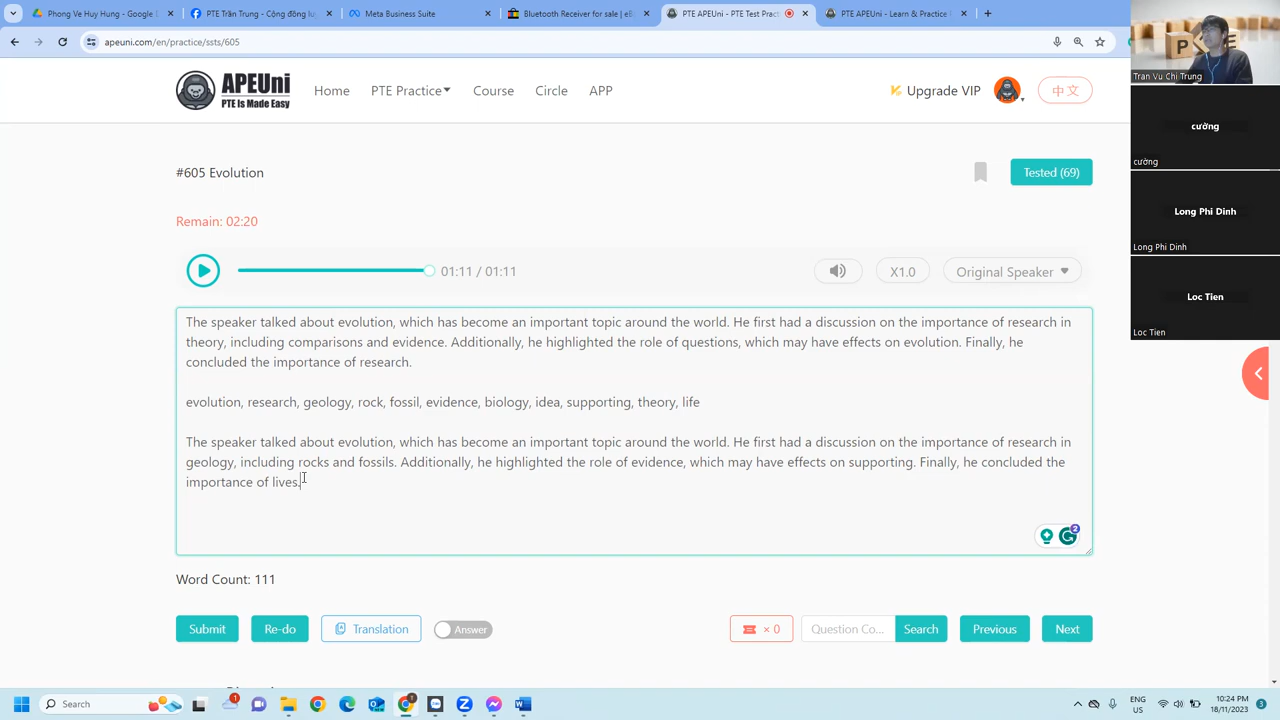 Phong Ve Huy Hung - Google D
Phó Trần Trung - Cộng đồng lu
Meta Business Suite
Bluetooth Receiver for sale | eB
PTE APEUni - PTE Test Pract
PTE APEUni - Learn & Practice
apeuni.com/en/practice/ssts/605
APEUni
PTE Is Made Easy
Home
PTE Practice
Course
Circle
APP
Upgrade VIP
中文
#605 Evolution
Tested (69)
Remain: 02:20
01:11 / 01:11
X1.0
Original Speaker
The speaker talked about evolution, which has become an important topic around the world. He first had a discussion on the importance of research in
theory, including comparisons and evidence. Additionally, he highlighted the role of questions, which may have effects on evolution. Finally, he
concluded the importance of research.
evolution, research, geology, rock, fossil, evidence, biology, idea, supporting, theory, life
The speaker talked about evolution, which has become an important topic around the world. He first had a discussion on the importance of research in
geology, including rocks and fossils. Additionally, he highlighted the role of evidence, which may have effects on supporting. Finally, he concluded the
importance of lives.
2
Word Count: 111
Submit
Re-do
Translation
Answer
× 0
Question Co...
Search
Previous
Next
Tran Vu Chi Trung
cường
cường
Long Phi Dinh
Long Phi Dinh
Loc Tien
Loc Tien
Search
1
ENG
US
10:24 PM
18/11/2023
3